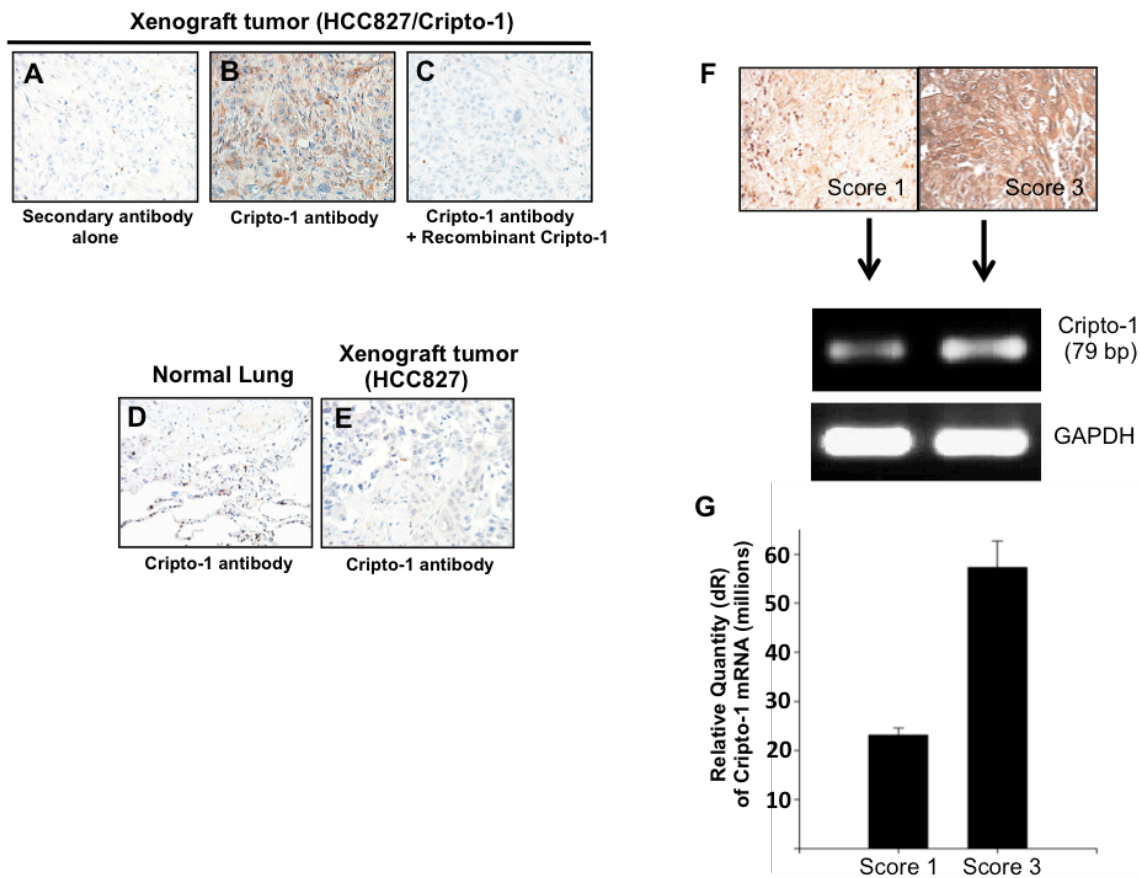 Xenograft tumor (HCC827/Cripto-1)
A
B
C
Secondary antibody
alone
Cripto-1 antibody
Cripto-1 antibody
+ Recombinant Cripto-1
Normal Lung
Xenograft tumor
(HCC827)
D
E
Cripto-1 antibody
Cripto-1 antibody
F
Score 1
Score 3
Cripto-1
(79 bp)
GAPDH
G
Relative Quantity (dR)
of Cripto-1 mRNA (millions)
60
50
40
30
20
10
Score 1
Score 3